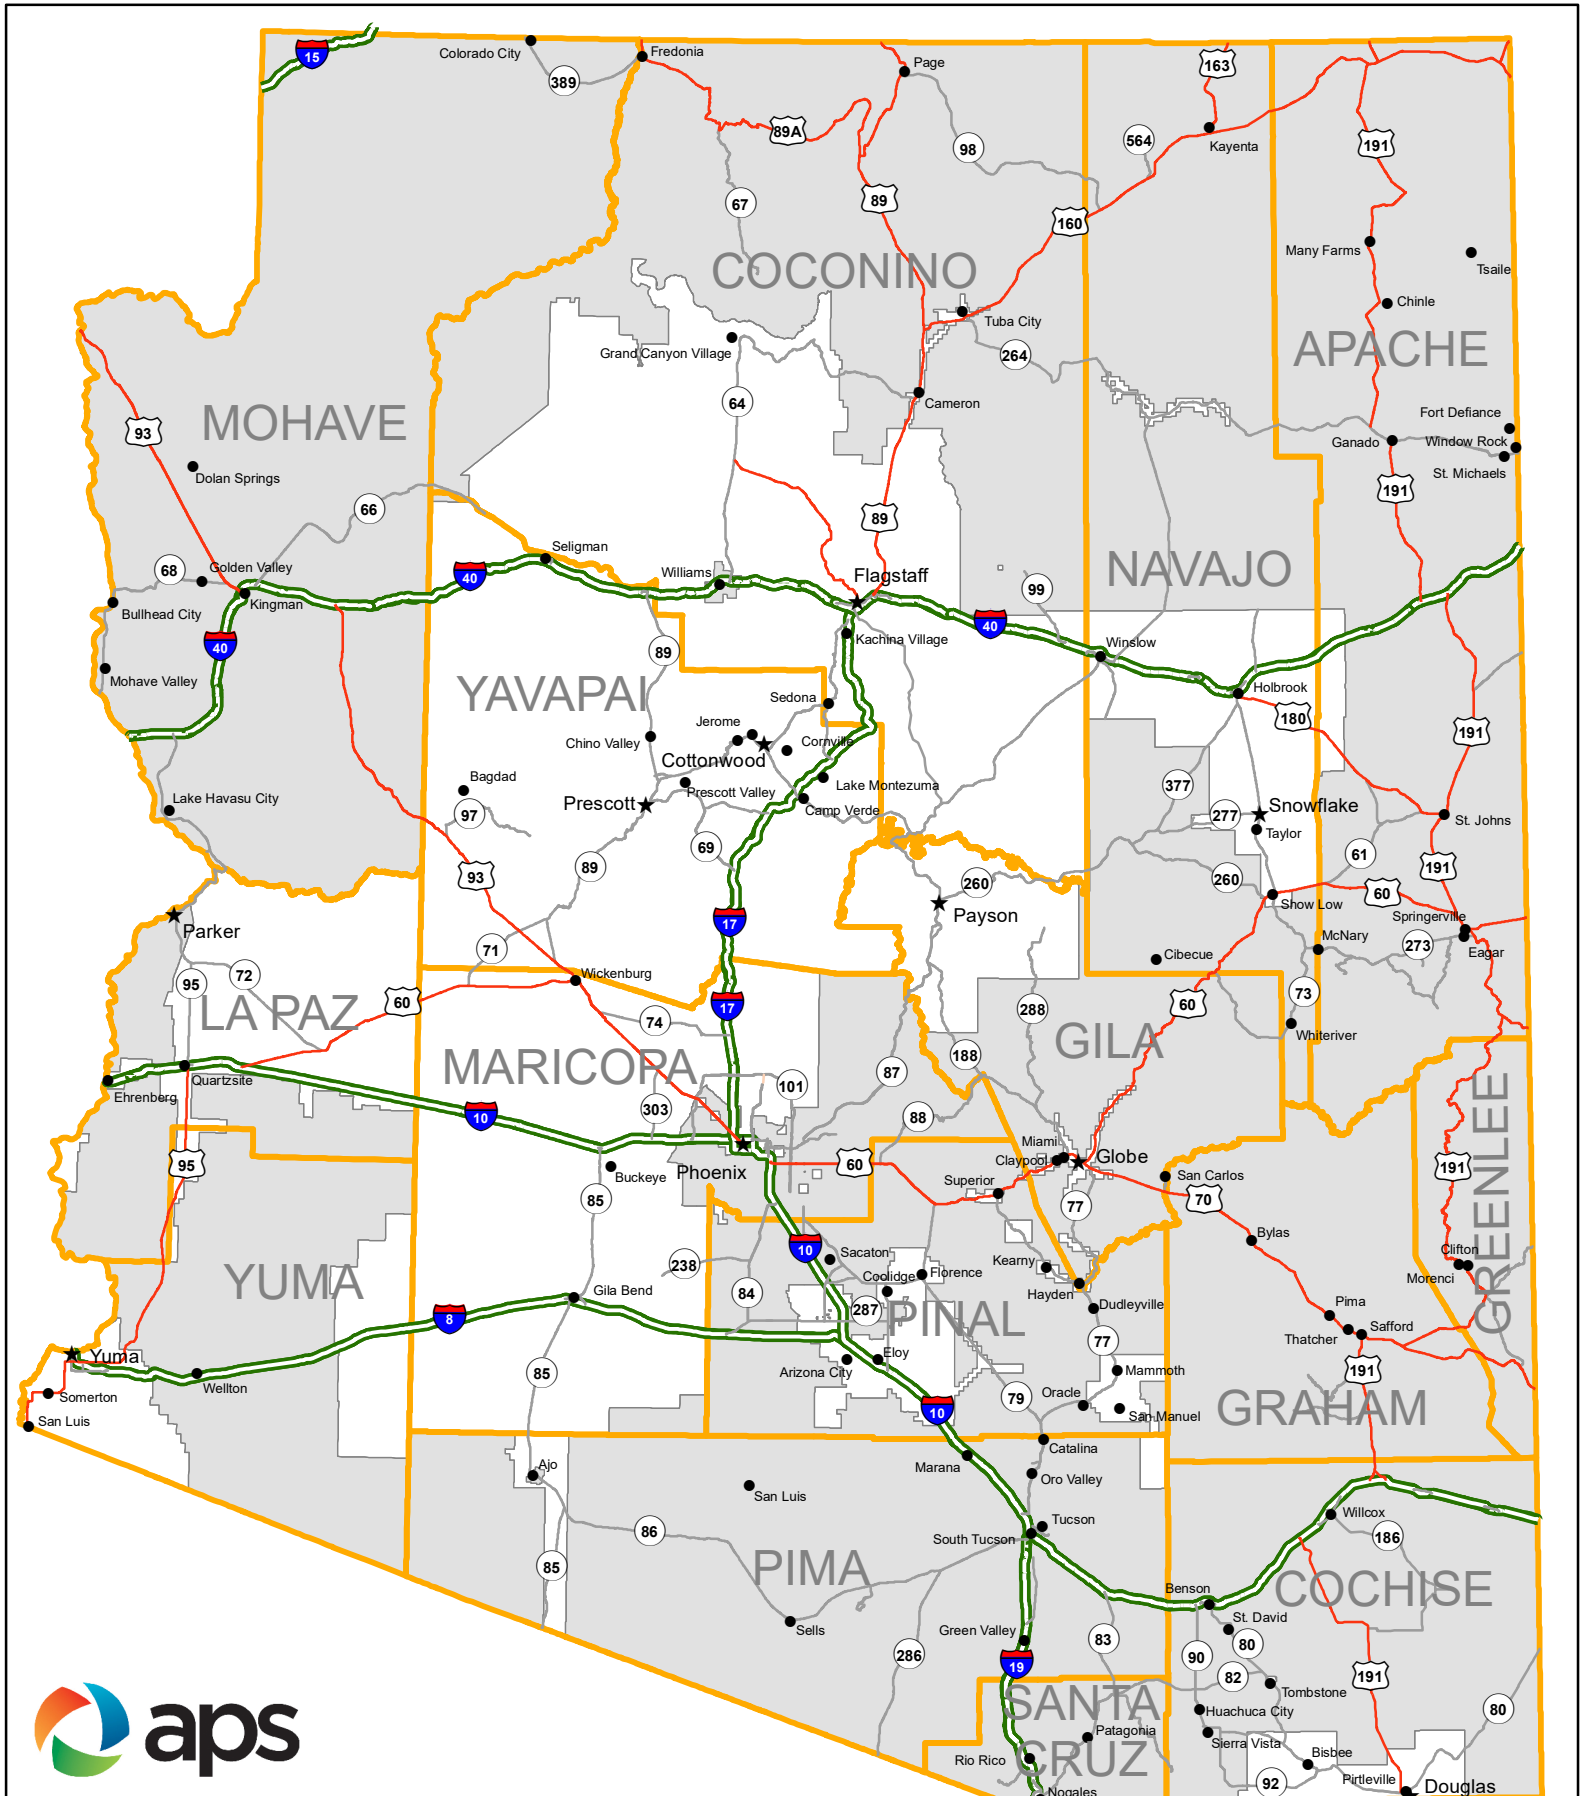 15
Colorado City
389
Fredonia
Page
163
89A
98
564
Kayenta
191
67
89
160
COCONINO
Many Farms
Tsaile
Chinle
Tuba City
Grand Canyon Village
264
APACHE
64
Cameron
MOHAVE
93
Fort Defiance
Ganado
Window Rock
St. Michaels
Dolan Springs
191
66
89
Seligman
NAVAJO
68
Golden Valley
40
Williams
Flagstaff
99
Kingman
Bullhead City
40
40
Kachina Village
Winslow
89
Mohave Valley
YAVAPAI
Sedona
Holbrook
180
Jerome
191
Chino Valley
Cornville
Cottonwood
Bagdad
Lake Montezuma
377
Prescott Valley
Lake Havasu City
Prescott
Camp Verde
Snowflake
97
277
St. Johns
Taylor
69
61
89
191
93
260
260
60
Show Low
Payson
Springerville
17
Parker
McNary
273
71
Cibecue
Eagar
Wickenburg
72
95
73
60
17
60
LA PAZ
288
74
Whiteriver
GILA
188
MARICOPA
87
Quartzsite
101
Ehrenberg
303
88
10
GREENLEE
Miami
Globe
Claypool
95
60
191
Phoenix
Buckeye
Superior
San Carlos
70
85
77
Bylas
10
Clifton
Sacaton
238
Kearny
Morenci
YUMA
Coolidge
Florence
Gila Bend
84
Hayden
Dudleyville
287
Pima
8
PINAL
Safford
Thatcher
77
Yuma
Eloy
Arizona City
Mammoth
191
85
Wellton
Somerton
79
Oracle
San Luis
10
San Manuel
GRAHAM
Catalina
Marana
Ajo
Oro Valley
San Luis
Willcox
Tucson
86
South Tucson
186
85
PIMA
COCHISE
Benson
St. David
Sells
Green Valley
83
80
286
90
19
82
191
Tombstone
SANTA
CRUZ
Huachuca City
80
Patagonia
Sierra Vista
aps
Bisbee
Rio Rico
Pirtleville
92
Douglas
Nogales